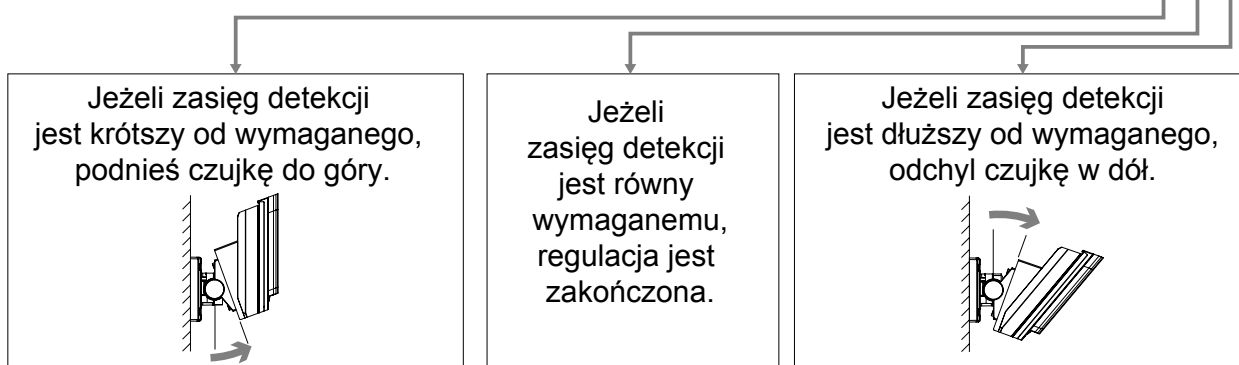 Jeżeli zasięg detekcji
jest krótszy od wymaganego,
podnieś czujkę do góry.
Jeżeli
zasięg detekcji
jest równy
wymaganemu,
regulacja jest
zakończona.
Jeżeli zasięg detekcji
jest dłuższy od wymaganego,
odchyl czujkę w dół.